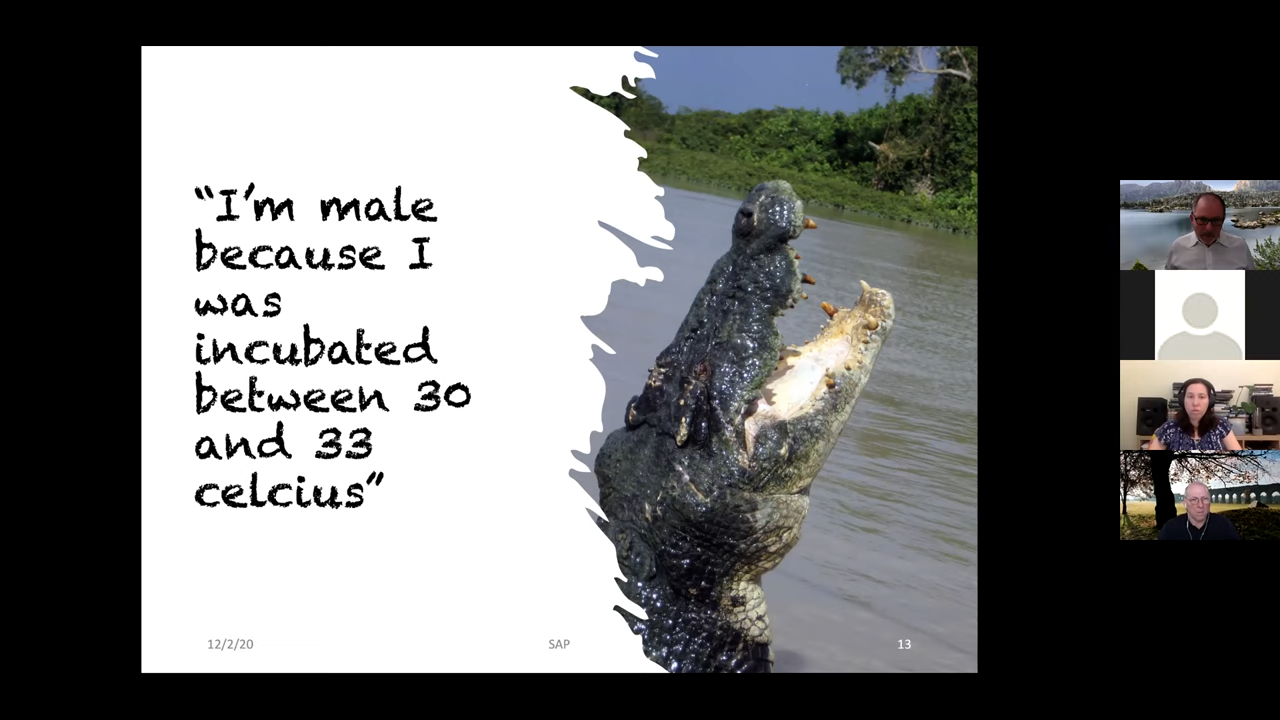 “I’m male
because I
was
incubated
between 30
and 33
celcius”
12/2/20
SAP
13